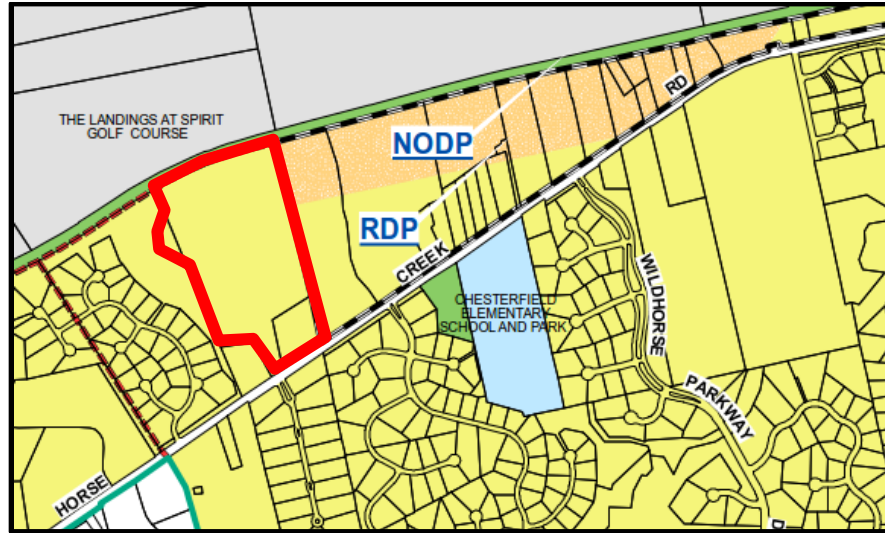 THE LANDINGS AT SPIRIT
GOLF COURSE
NODP
RD
RDP
CREEK
WILDHORSE
CHESTERFIELD
ELEMENTARY
SCHOOL AND PARK
PARKWAY
HORSE
D